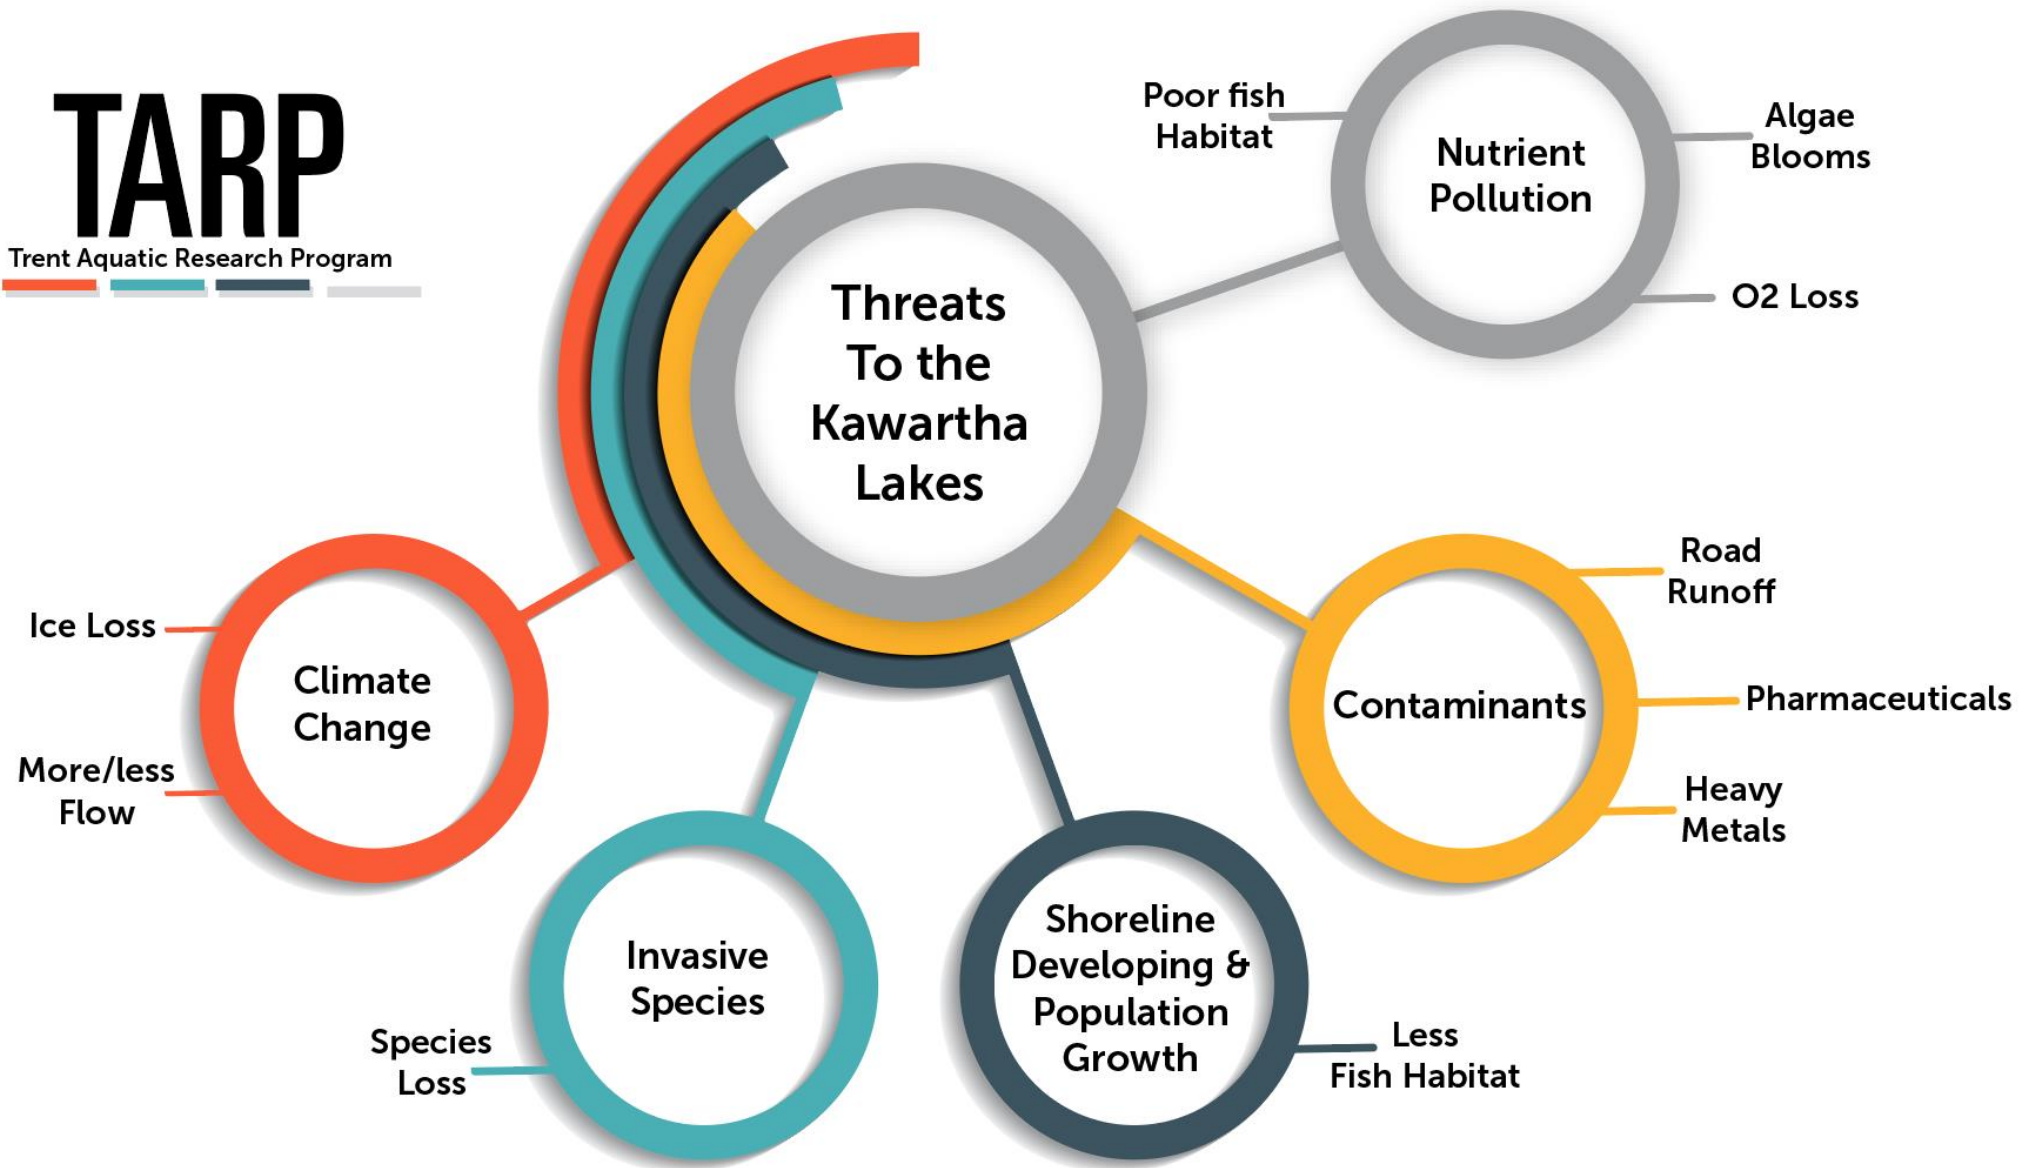 TARP
Trent Aquatic Research Program
Threats
To the
Kawartha
Lakes
Poor fish
Habitat
Nutrient
Pollution
Algae
Blooms
O2 Loss
Road
Runoff
Contaminants
Pharmaceuticals
Heavy
Metals
Shoreline
Developing &
Population
Growth
Less
Fish Habitat
Invasive
Species
Species
Loss
Climate
Change
Ice Loss
More/less
Flow